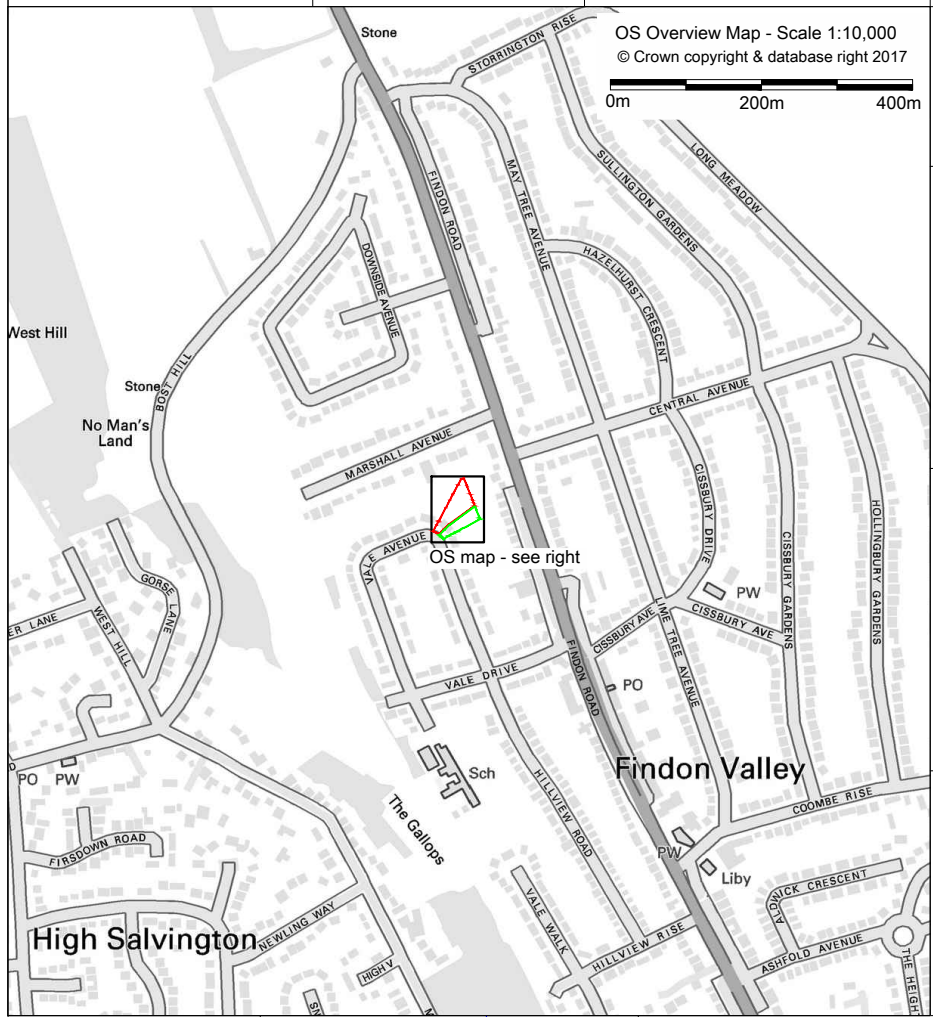 OS Overview Map - Scale 1:10,000
© Crown copyright & database right 2017
0m
200m
400m
Stone
STORRINGTON RISE
LONG MEADOW
SULLINGTON GARDENS
MAY TREE AVENUE
FINDON ROAD
HAZELHURST CRESCENT
DOWNSIDE AVENUE
West Hill
BOST HILL
Stone
No Man's
Land
CENTRAL AVENUE
MARSHALL AVENUE
CISSBURY DRIVE
CISSBURY GARDENS
HOLLINGBURY GARDENS
OS map - see right
VALE AVENUE
GORSE LANE
WEST HILL
ER LANE
PW
CISSBURY AVE
CISSBURY AVE
LIME TREE AVENUE
FINDON ROAD
VALE DRIVE
PO
Sch
Findon Valley
HILLVIEW ROAD
COOMBE RISE
PO
PW
The Gallops
FIRSDOWN ROAD
PW
Liby
ALDWICK CRESCENT
VALE WALK
High Salvington
NEWLING WAY
HILLVIEW RISE
ASHFOLD AVENUE
HIGH V
THE HEIGH